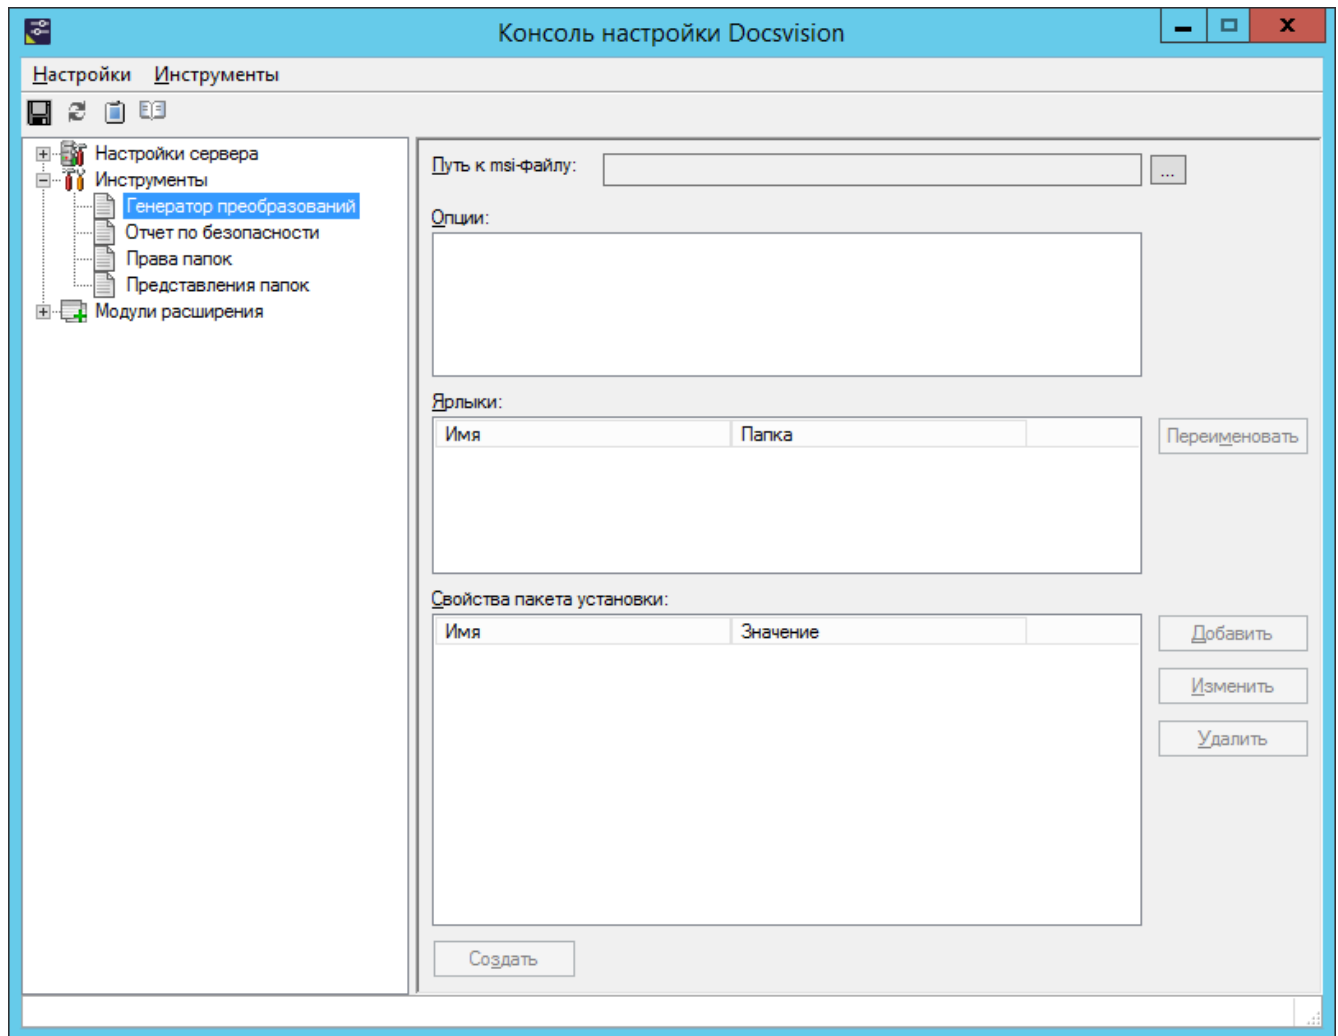 Консоль настройки Docsvision
Настройки Инструменты
Настройки сервера
Инструменты
Генератор преобразований
Отчет по безопасности
Права папок
Представления папок
Модули расширения
Путь к msi-файлу:
...
Опции:
Ярлыки:
Имя Папка
Переименовать
Свойства пакета установки:
Имя Значение
Добавить
Изменить
Удалить
Создать